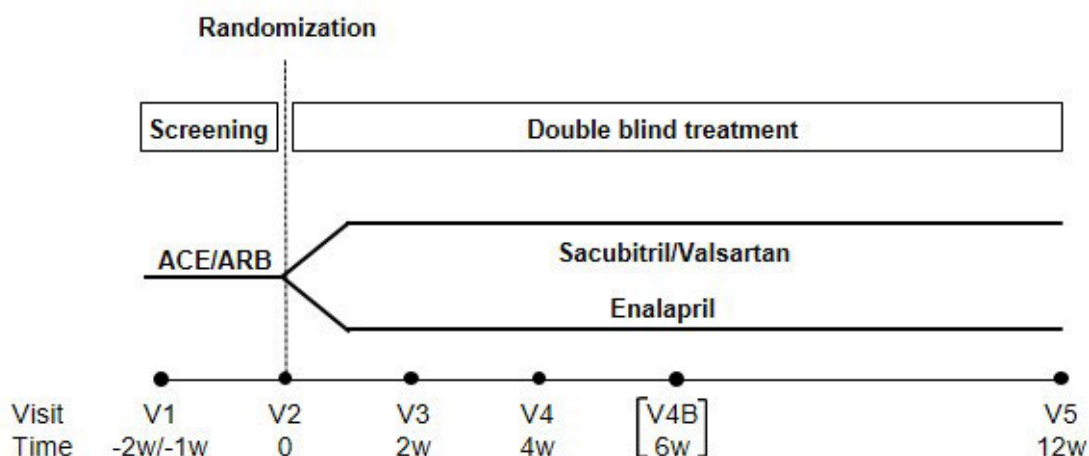 Randomization
Screening
Double blind treatment
ACE/ARB
Sacubitril/Valsartan
Enalapril
Visit V1 V2 V3 V4 [V4B] V5
Time -2w/-1w 0 2w 4w [6w] 12w